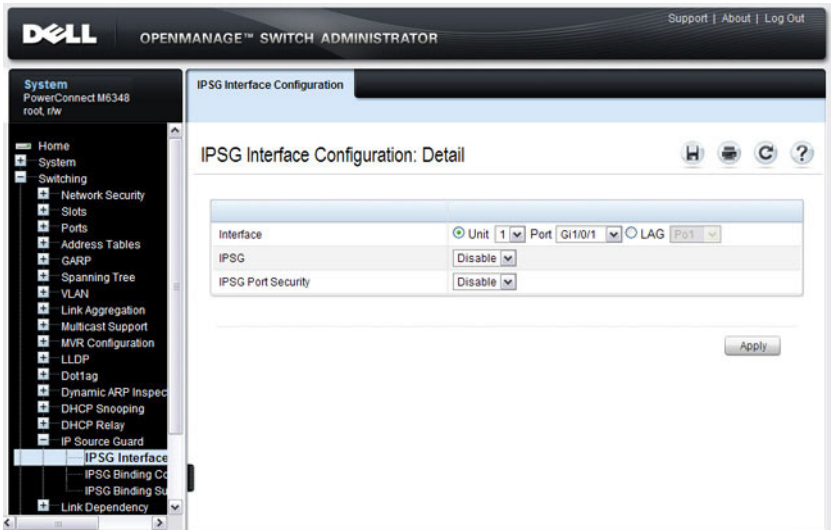 Support | About | Log Out
DELL
OPENMANAGE™ SWITCH ADMINISTRATOR
System
PowerConnect M6348
root, r/w
IPSG Interface Configuration
Home
System
Switching
Network Security
Slots
Ports
Address Tables
GARP
Spanning Tree
VLAN
Link Aggregation
Multicast Support
MVR Configuration
LLDP
Dot1ag
Dynamic ARP Inspec
DHCP Snooping
DHCP Relay
IP Source Guard
IPSG Interface
IPSG Binding Co
IPSG Binding Su
Link Dependency
IPSG Interface Configuration: Detail
Interface Unit 1 Port Gi1/0/1 LAG Po1
IPSG Disable
IPSG Port Security Disable
Apply